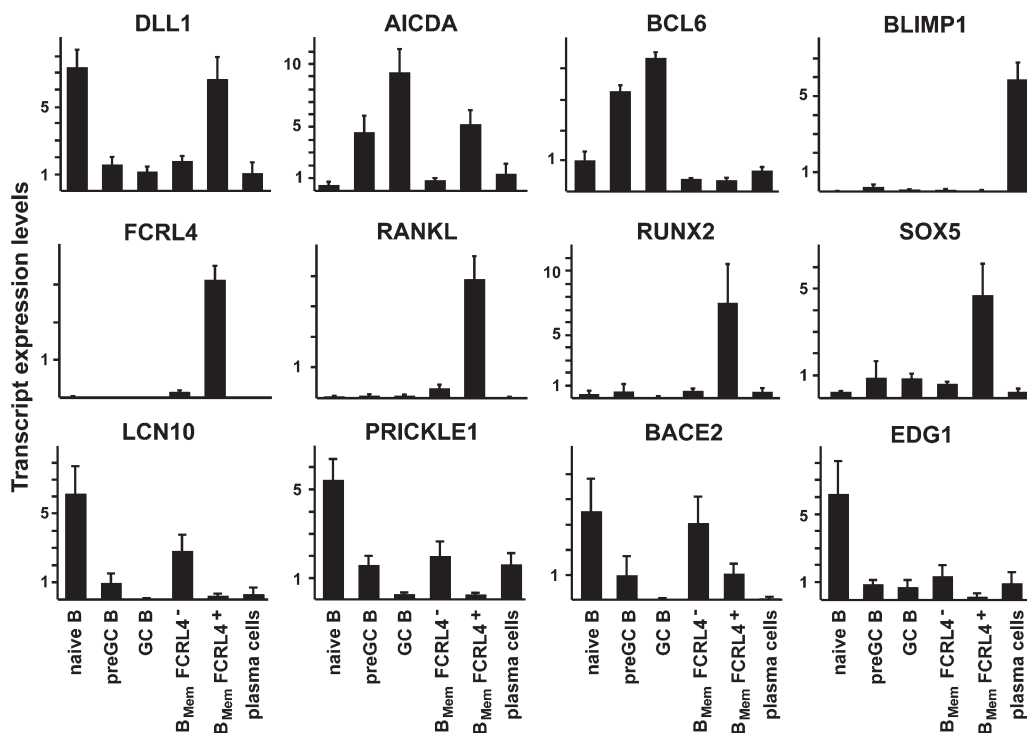 DLL1 AICDA BCL6 BLIMP1
5 1 10 5 1 1 5 1
FCRL4 RANKL RUNX2 SOX5
1 1 10 5 1 5 1
LCN10 PRICKLE1 BACE2 EDG1
5 1 5 1 1 5 1
Transcript expression levels
naive B
preGC B
GC B
BMem FCRL4-
BMem FCRL4+
plasma cells
naive B
preGC B
GC B
BMem FCRL4-
BMem FCRL4+
plasma cells
naive B
preGC B
GC B
BMem FCRL4-
BMem FCRL4+
plasma cells
naive B
preGC B
GC B
BMem FCRL4-
BMem FCRL4+
plasma cells